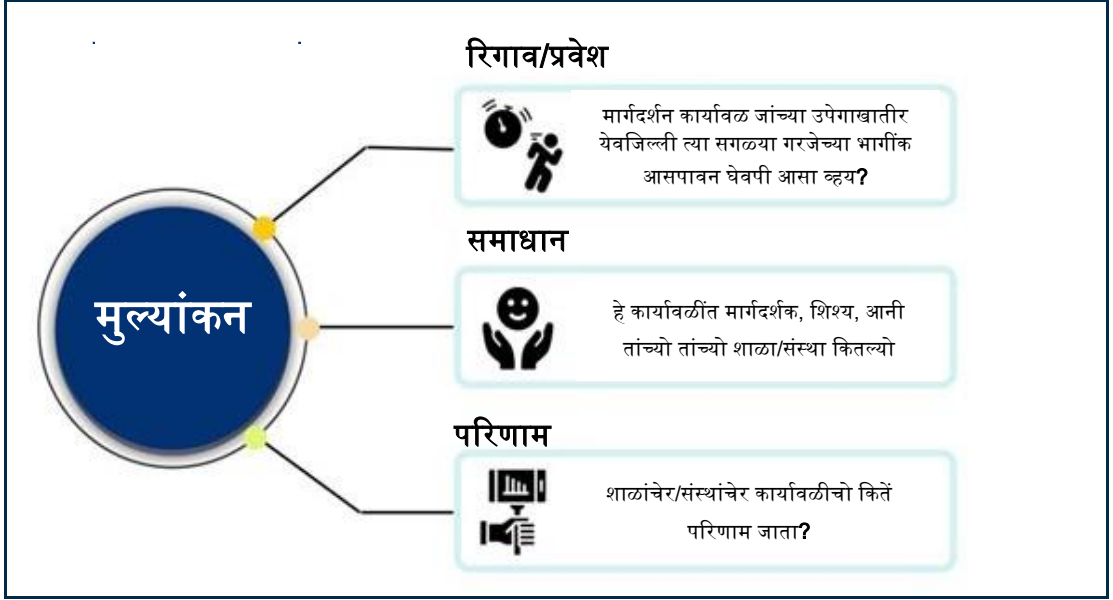 रिगाव/प्रवेश
मार्गदर्शन कार्यावळ जांच्या उपेगाखातीर
येवजिल्ली त्या सगळ्या गरजेच्या भागींक
आसपावन घेवपी आसा व्हय?
मुल्यांकन
समाधान
हे कार्यावळींत मार्गदर्शक, शिश्य, आनी
तांच्यो तांच्यो शाळा/संस्था कितल्यो
परिणाम
शाळांचेर/संस्थांचेर कार्यावळीचो कितें
परिणाम जाता?